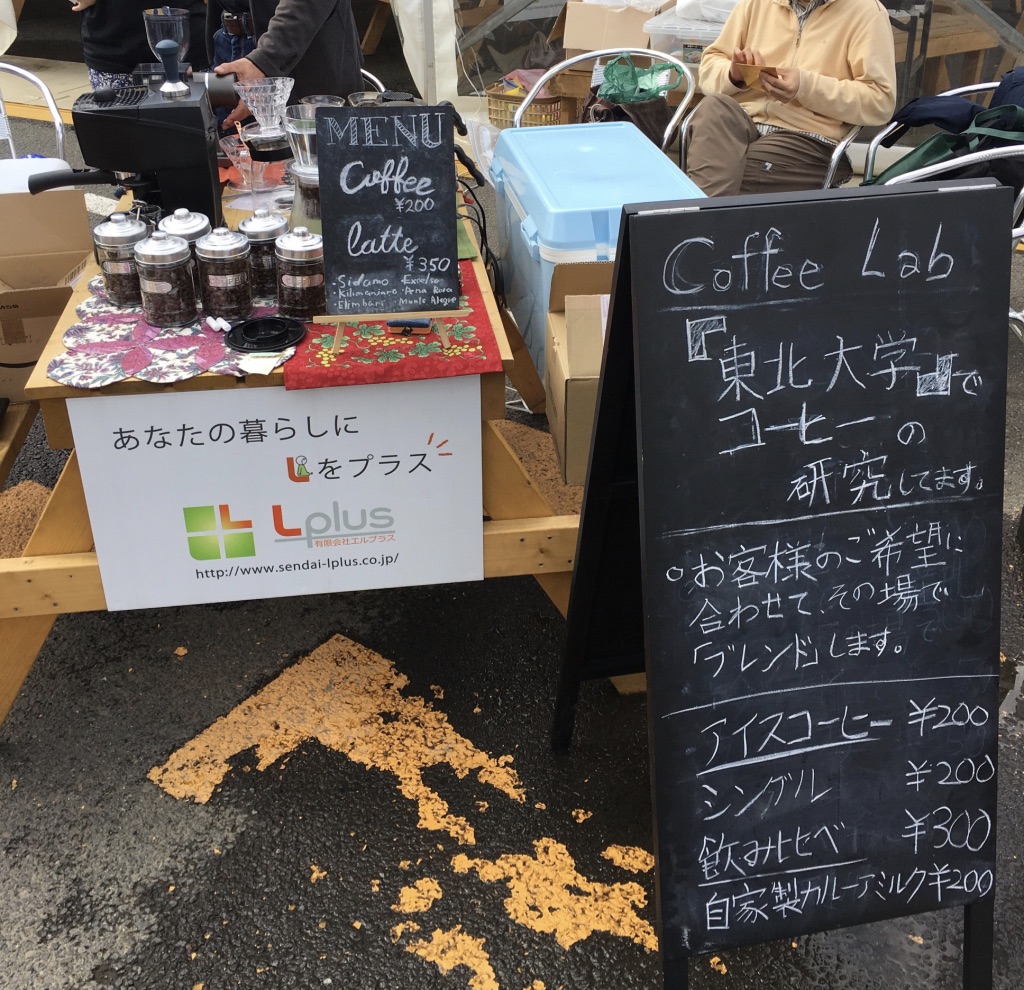 MENU
Coffee
¥200
latte
¥350
・Sidamo ・Excelso
・Kilimanjaro ・Pena Roxa
・Elimhari ・Monte Alegre
あなたの暮らしに
Lをプラス
Lplus
有限会社エルプラス
http://www.sendai-lplus.co.jp/
Coffee Lab
『東北大学』で
コーヒーの
研究してます。
○お客様のご希望に
合わせて、その場で
「ブレンド」します。
アイスコーヒー ¥200
シングル ¥200
飲み比べ ¥300
自家製カルーアミルク ¥200